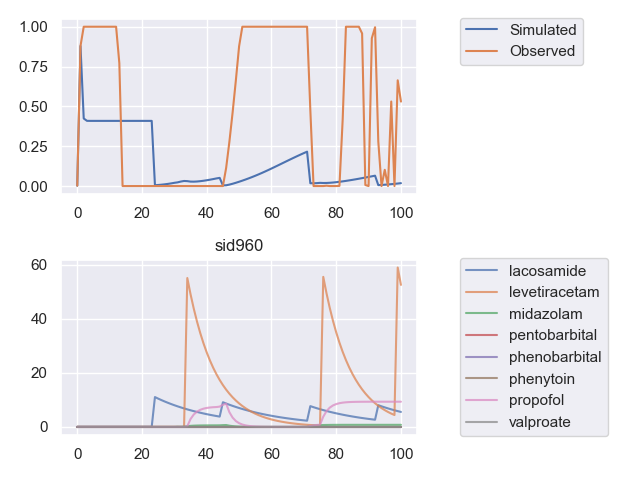 1.00
0.75
0.50
0.25
0.00
0 20 40 60 80 100
Simulated
Observed
sid960
60
40
20
0
0 20 40 60 80 100
lacosamide
levetiracetam
midazolam
pentobarbital
phenobarbital
phenytoin
propofol
valproate